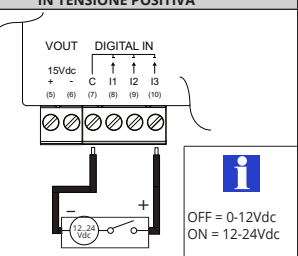 IN TENSIONE POSITIVA
VOUT DIGITAL IN
15Vdc
+ - C I1 I2 I3
(5) (6) (7) (8) (9) (10)
- +
12..24
Vdc
i
OFF = 0-12Vdc
ON = 12-24Vdc